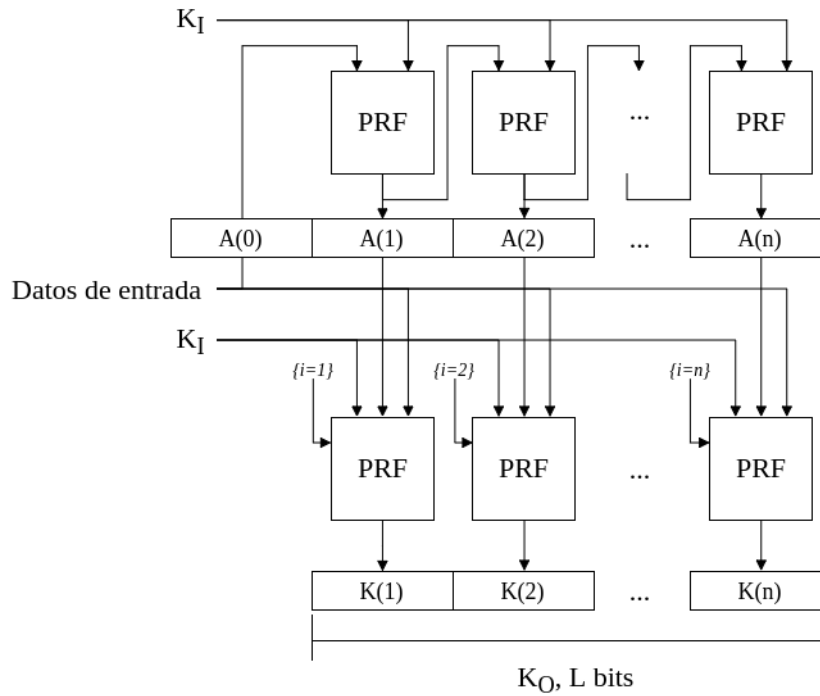 K_I
PRF PRF ... PRF
A(0) A(1) A(2) ... A(n)
Datos de entrada
K_I
{i=1} {i=2} {i=n}
PRF PRF ... PRF
K(1) K(2) ... K(n)
K_O, L bits